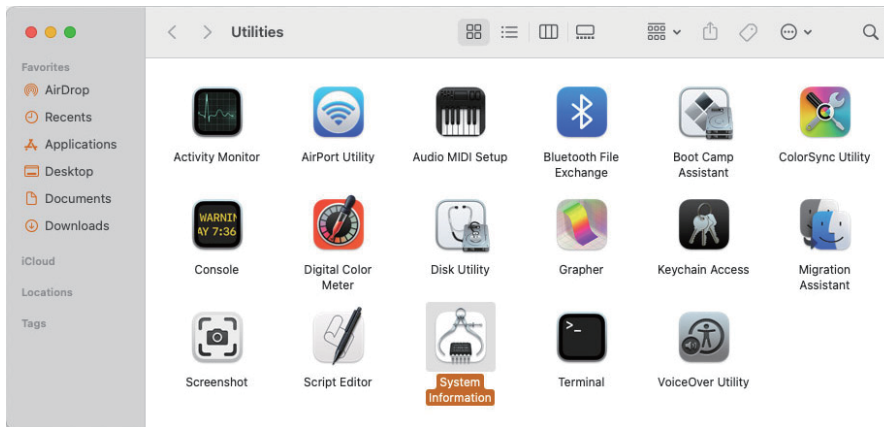 Utilities
Favorites
AirDrop
Recents
Applications
Desktop
Documents
Downloads
iCloud
Locations
Tags
Activity Monitor
AirPort Utility
Audio MIDI Setup
Bluetooth File
Exchange
Boot Camp
Assistant
ColorSync Utility
WARNIN
AY 7:36
Console
Digital Color
Meter
Disk Utility
Grapher
Keychain Access
Migration
Assistant
Screenshot
Script Editor
System
Information
>_
Terminal
VoiceOver Utility